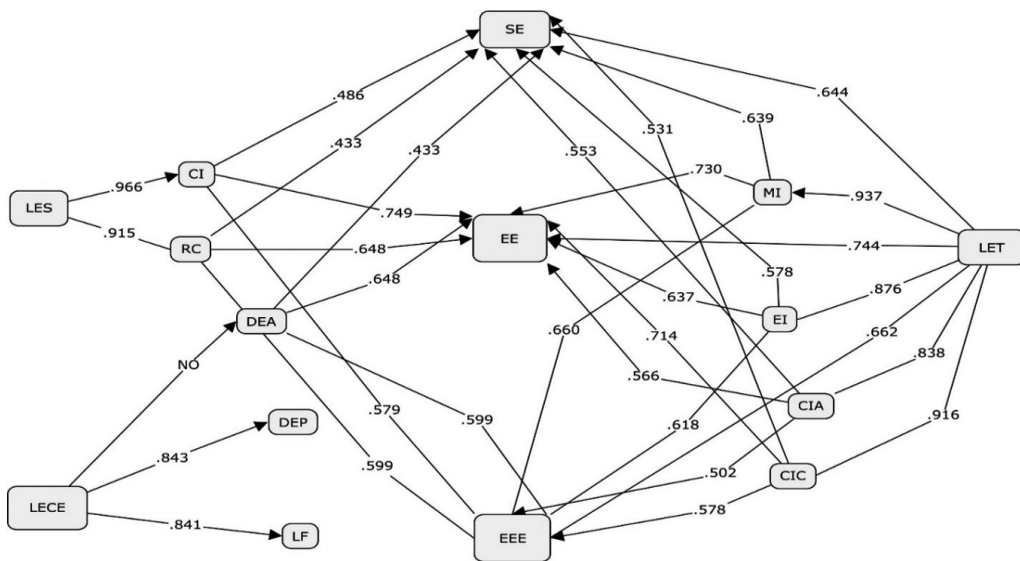 SE
.644
.486
.639
.433
.433
.531
.553
CI
.730
.966
MI
.937
LES
.749
.915
EE
LET
RC
.648
.744
.578
.648
.876
.637
DEA
EI
.660
.662
.714
.838
NO
.566
CIA
.579
.599
.916
DEP
.618
.843
.599
.502
CIC
LECE
.578
.841
LF
EEE